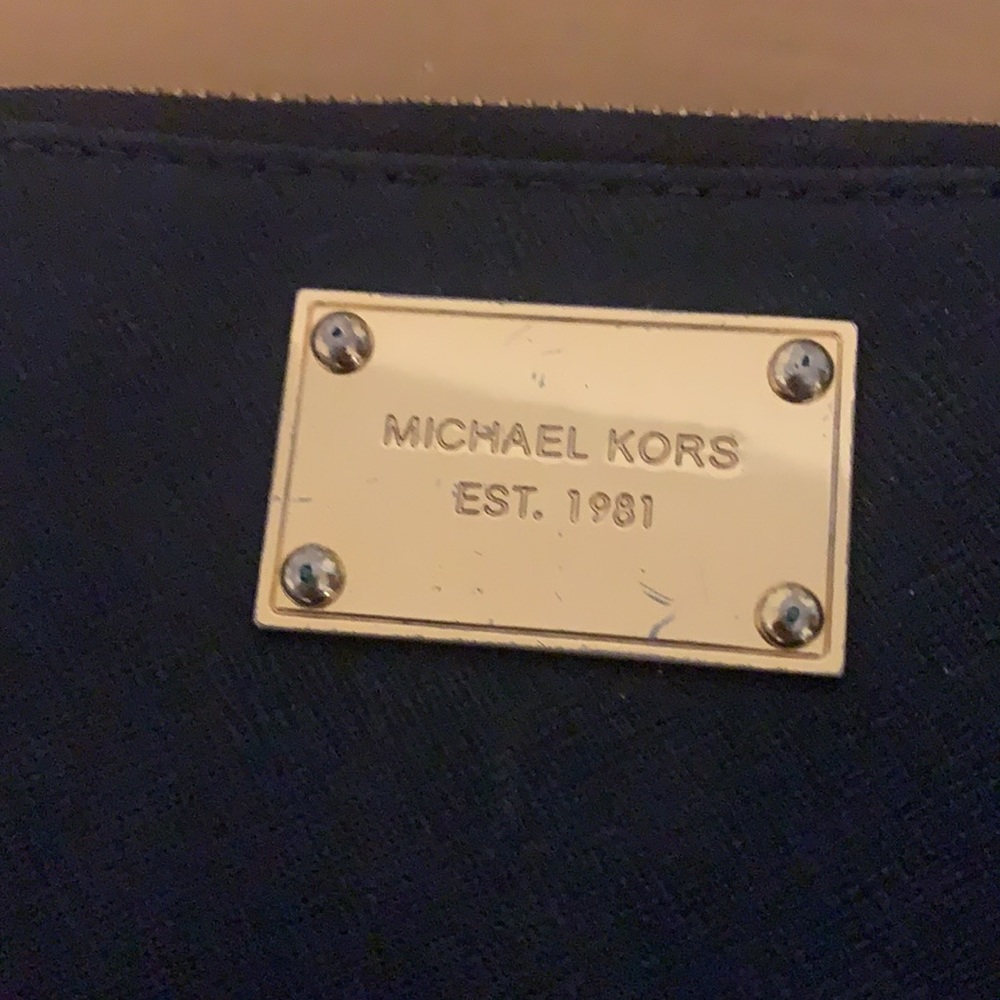 MICHAEL KORS
EST. 1981